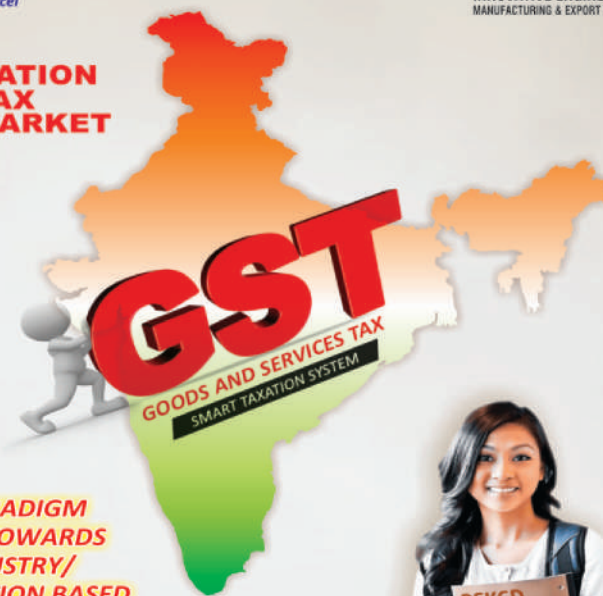 MANUFACTURING & EXPORT
ATION
AX
ARKET
GST
GOODS AND SERVICES TAX
SMART TAXATION SYSTEM
ADIGM
OWARDS
STRY/
ION BASED